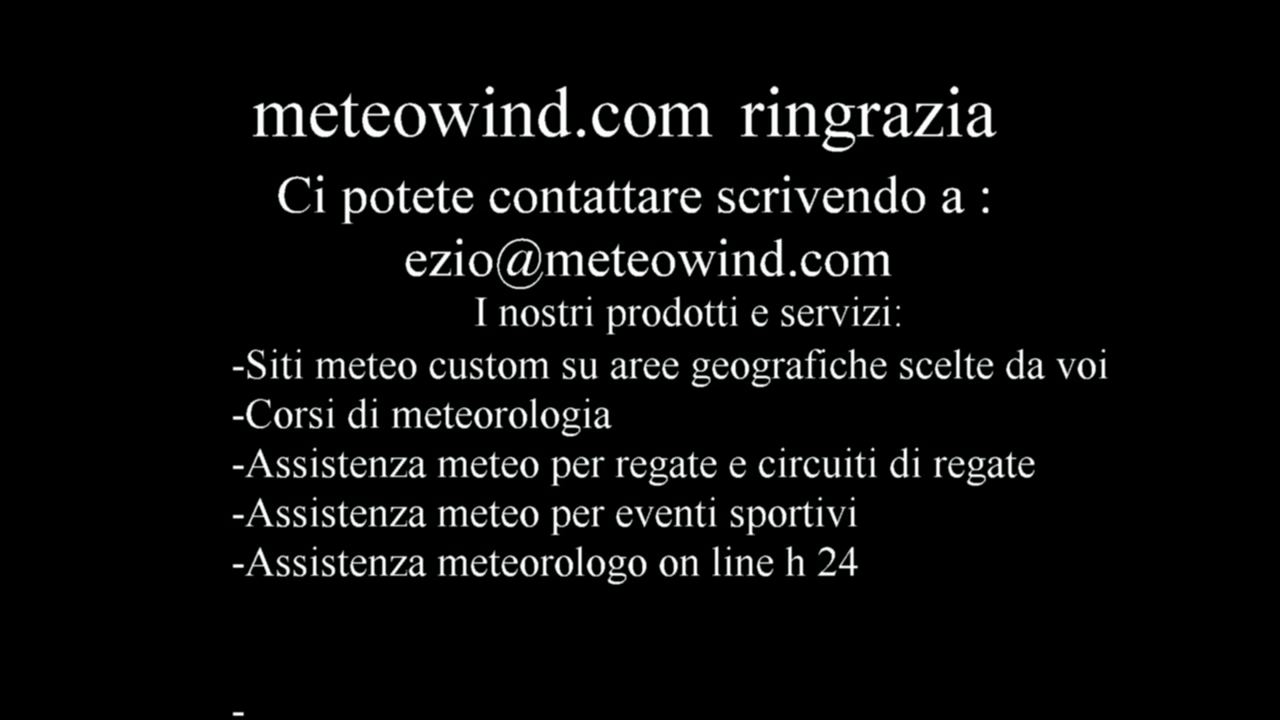 meteowind.com ringrazia
Ci potete contattare scrivendo a :
ezio@meteowind.com
I nostri prodotti e servizi:
-Siti meteo custom su aree geografiche scelte da voi
-Corsi di meteorologia
-Assistenza meteo per regate e circuiti di regate
-Assistenza meteo per eventi sportivi
-Assistenza meteorologo on line h 24
-